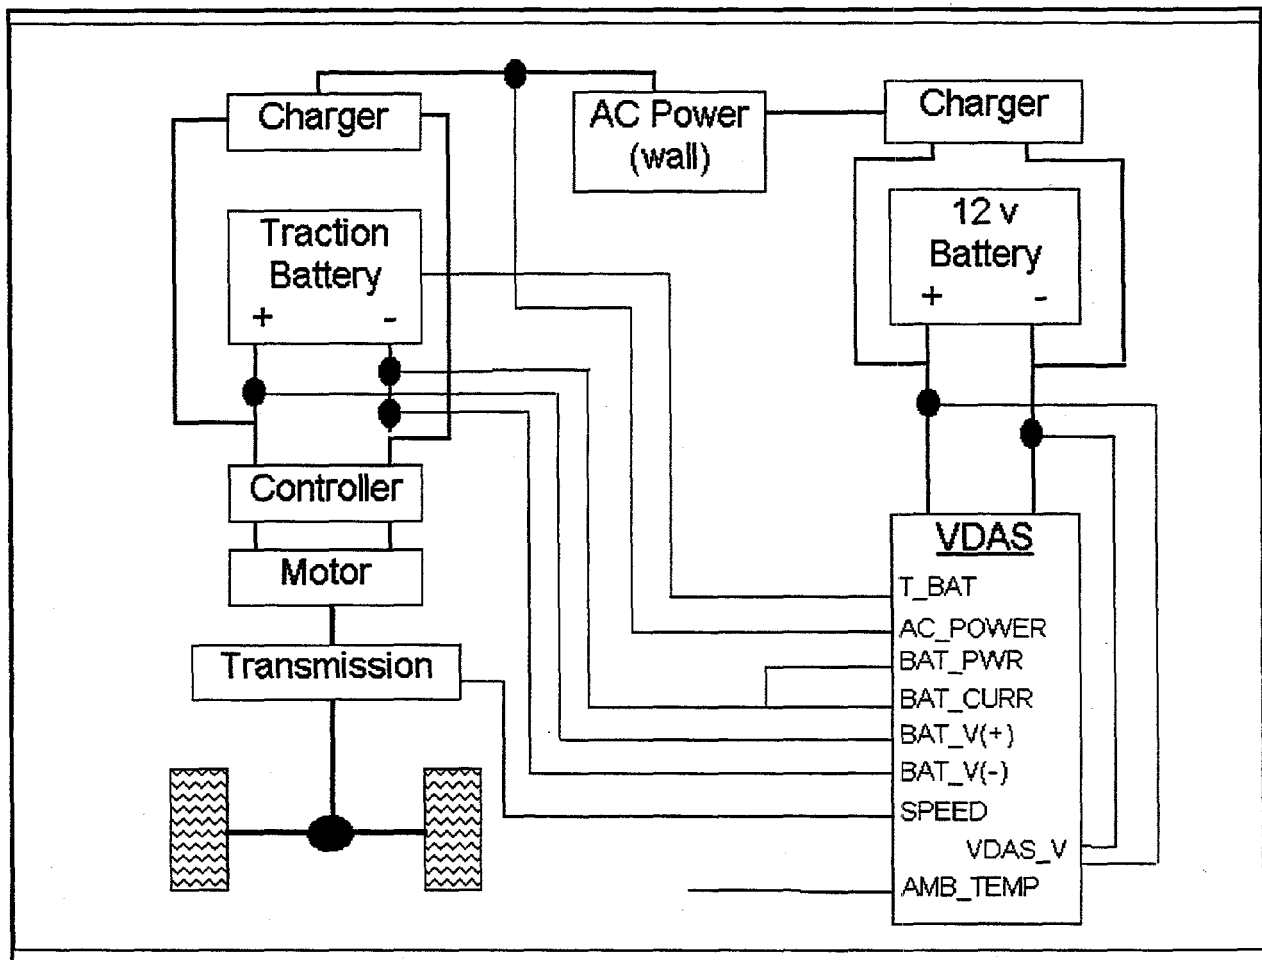 Charger
AC Power
(wall)
Charger
Traction
Battery
+ -
12 v
Battery
+ -
Controller
Motor
Transmission
VDAS
T_BAT
AC_POWER
BAT_PWR
BAT_CURR
BAT_V(+)
BAT_V(-)
SPEED
VDAS_V
AMB_TEMP